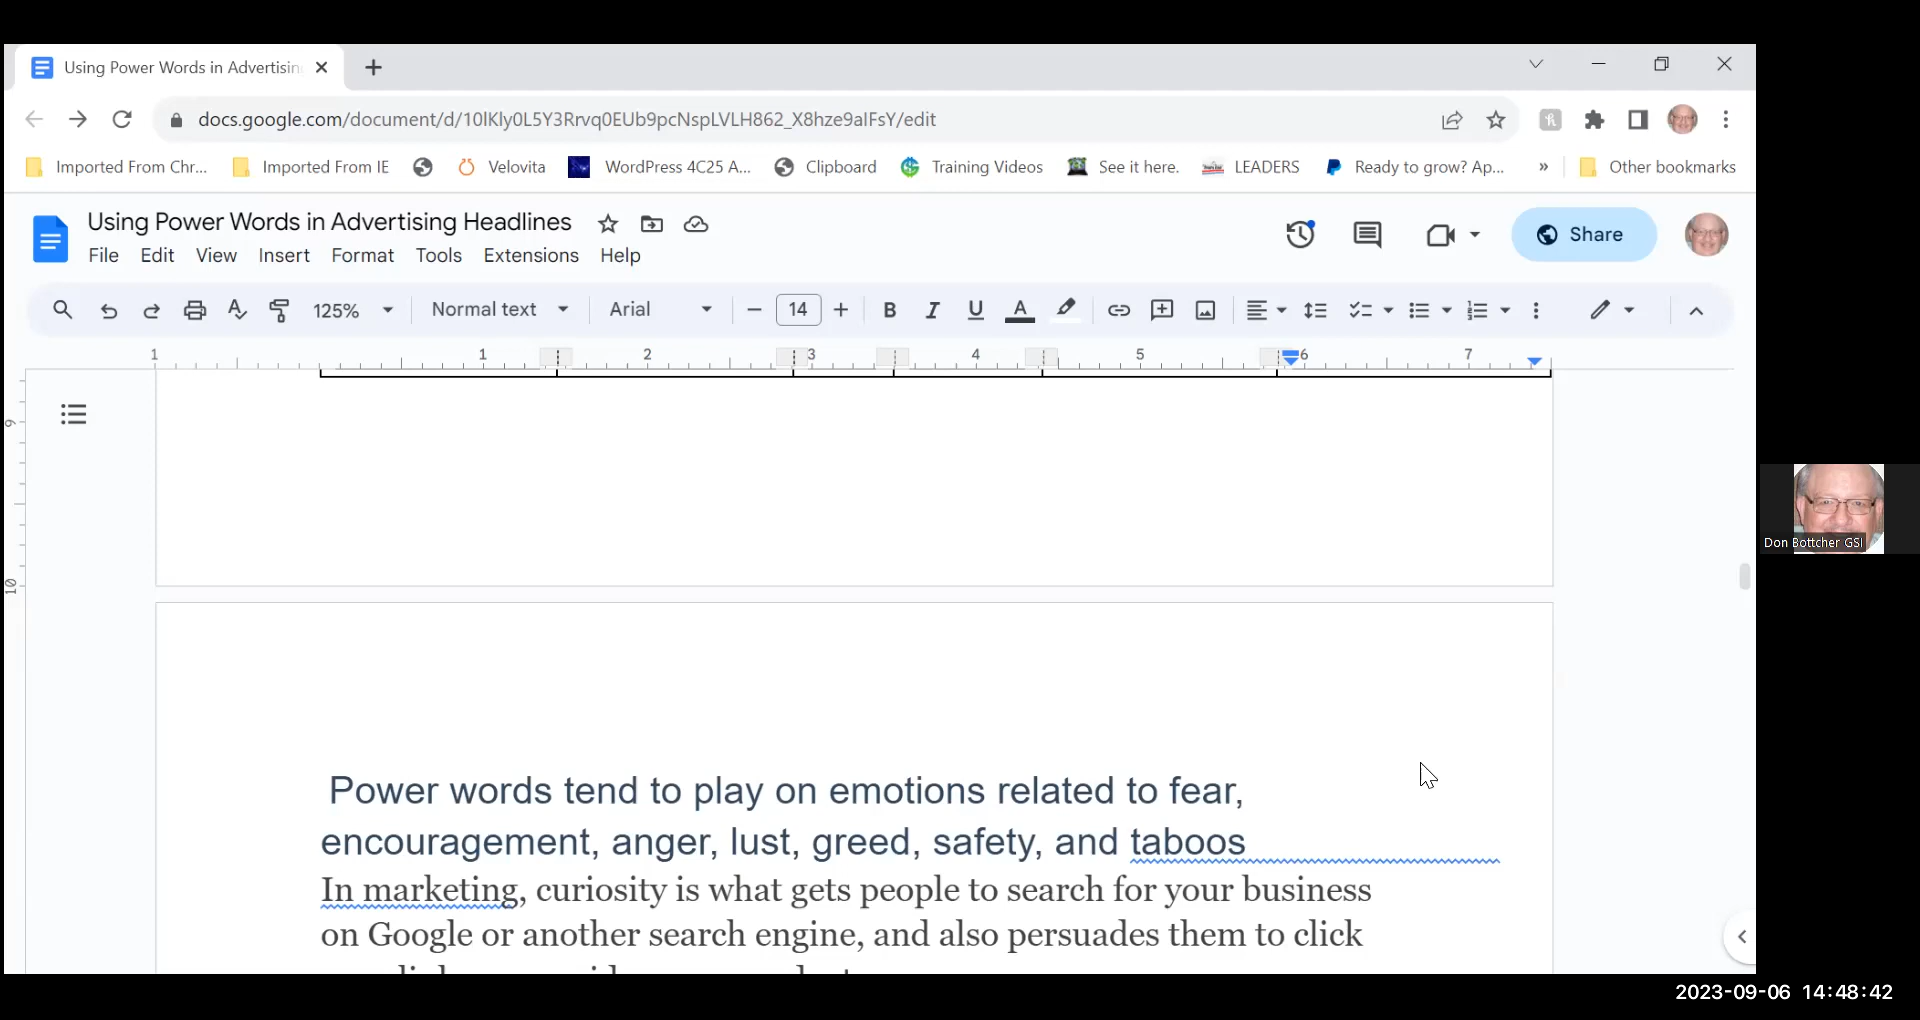 Using Power Words in Advertisin
docs.google.com/document/d/10lKly0L5Y3Rrvq0EUb9pcNspLVLH862_X8hze9alFsY/edit
Imported From Chr... Imported From IE Velovita WordPress 4C25 A... Clipboard Training Videos See it here. LEADERS Ready to grow? Ap... » Other bookmarks
Using Power Words in Advertising Headlines
Share
File Edit View Insert Format Tools Extensions Help
125% Normal text Arial 14 B I U A
1 1 2 3 4 5 6 7
9
10
Power words tend to play on emotions related to fear,
encouragement, anger, lust, greed, safety, and taboos
In marketing, curiosity is what gets people to search for your business
on Google or another search engine, and also persuades them to click
Don Bottcher GSI
2023-09-06 14:48:42